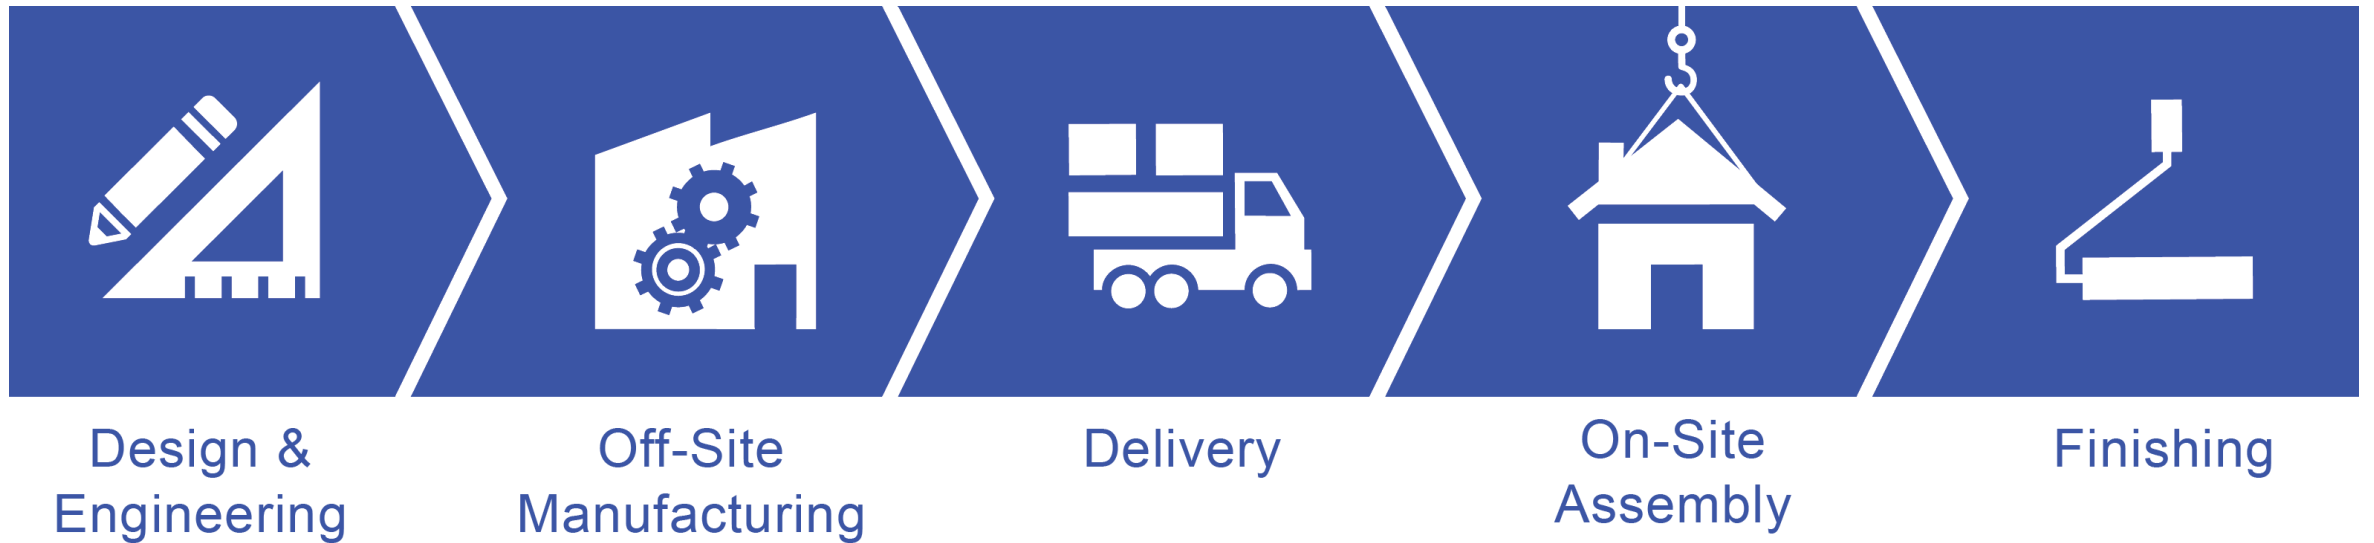 Design &
Engineering
Off-Site
Manufacturing
Delivery
On-Site
Assembly
Finishing